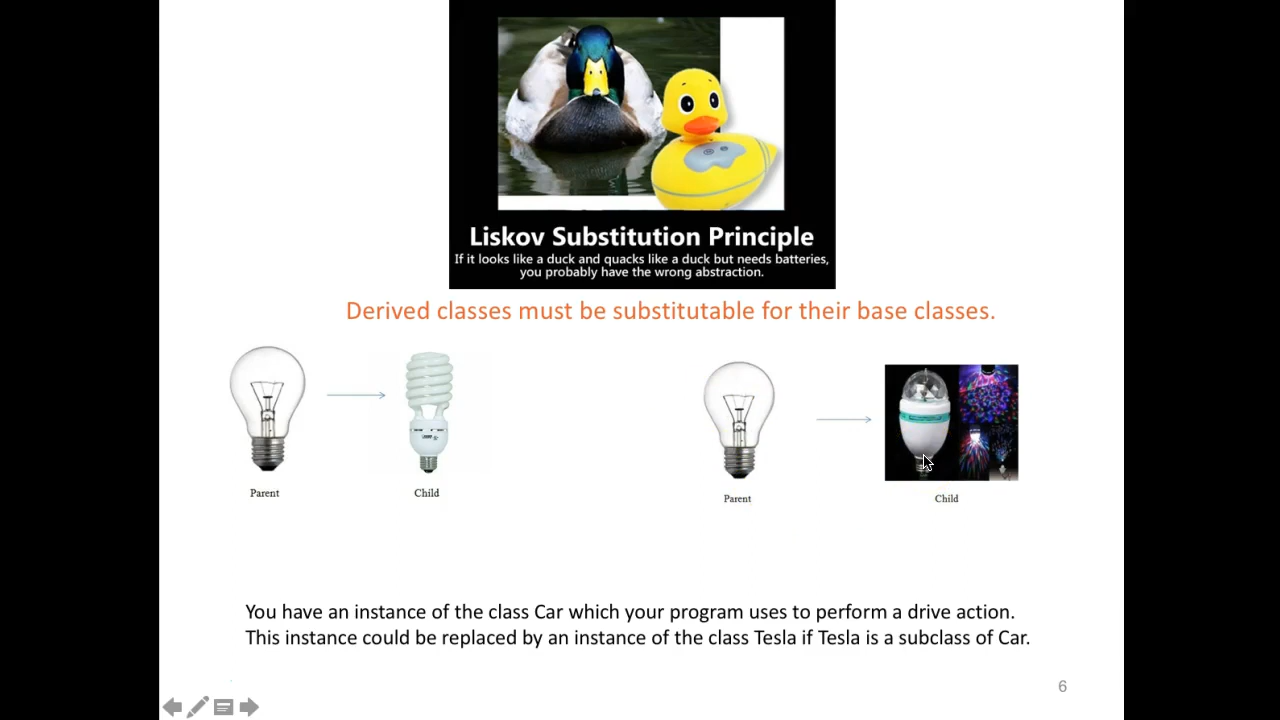 Liskov Substitution Principle
If it looks like a duck and quacks like a duck but needs batteries,
you probably have the wrong abstraction.
Derived classes must be substitutable for their base classes.
Parent
Child
Parent
Child
You have an instance of the class Car which your program uses to perform a drive action.
This instance could be replaced by an instance of the class Tesla if Tesla is a subclass of Car.
6